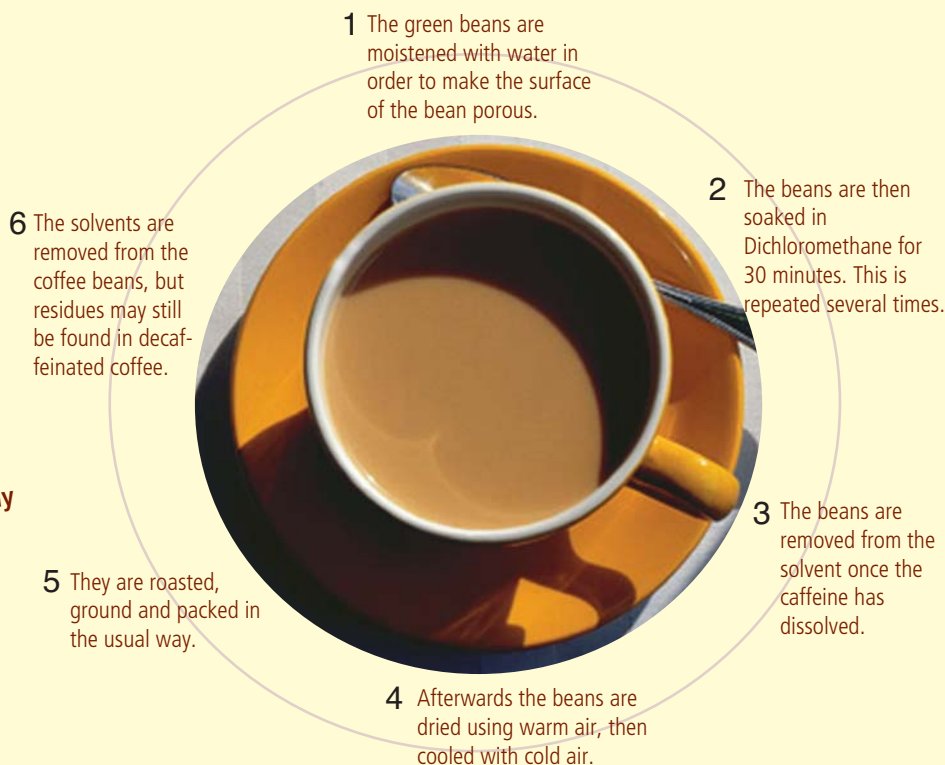 1 The green beans are
moistened with water in
order to make the surface
of the bean porous.
2 The beans are then
soaked in
Dichloromethane for
30 minutes. This is
repeated several times.
3 The beans are
removed from the
solvent once the
caffeine has
dissolved.
4 Afterwards the beans are
dried using warm air, then
cooled with cold air.
5 They are roasted,
ground and packed in
the usual way.
6 The solvents are
removed from the
coffee beans, but
residues may still
be found in decaf-
feinated coffee.